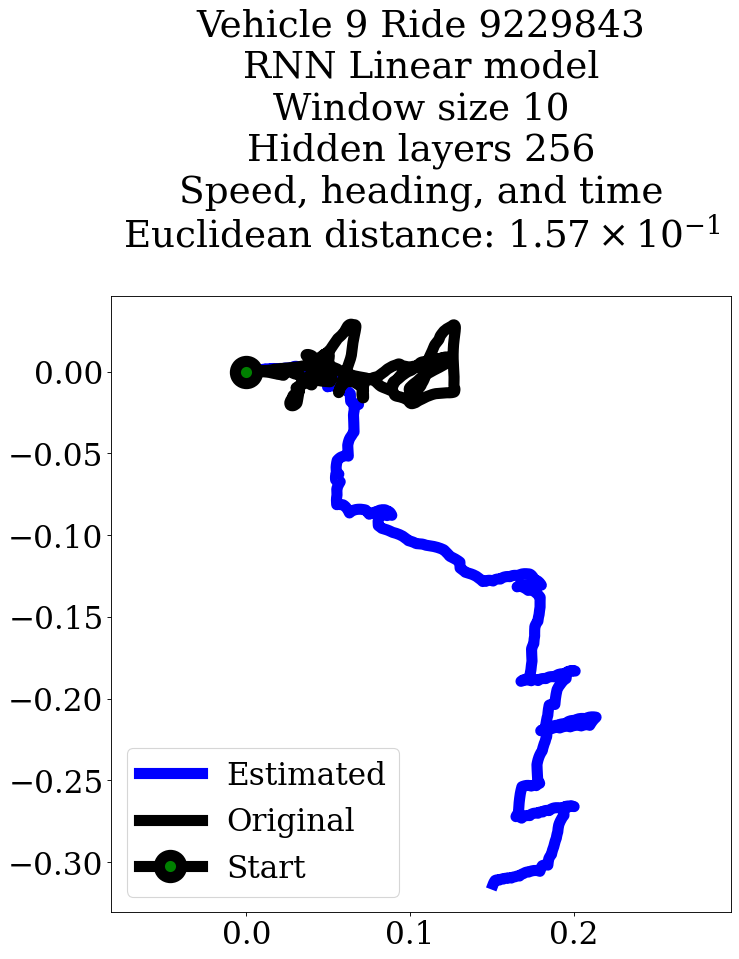 Vehicle 9 Ride 9229843
RNN Linear model
Window size 10
Hidden layers 256
Speed, heading, and time
Euclidean distance: 1.57 × 10⁻¹
0.00
−0.05
−0.10
−0.15
−0.20
−0.25
−0.30
Estimated
Original
Start
0.0 0.1 0.2